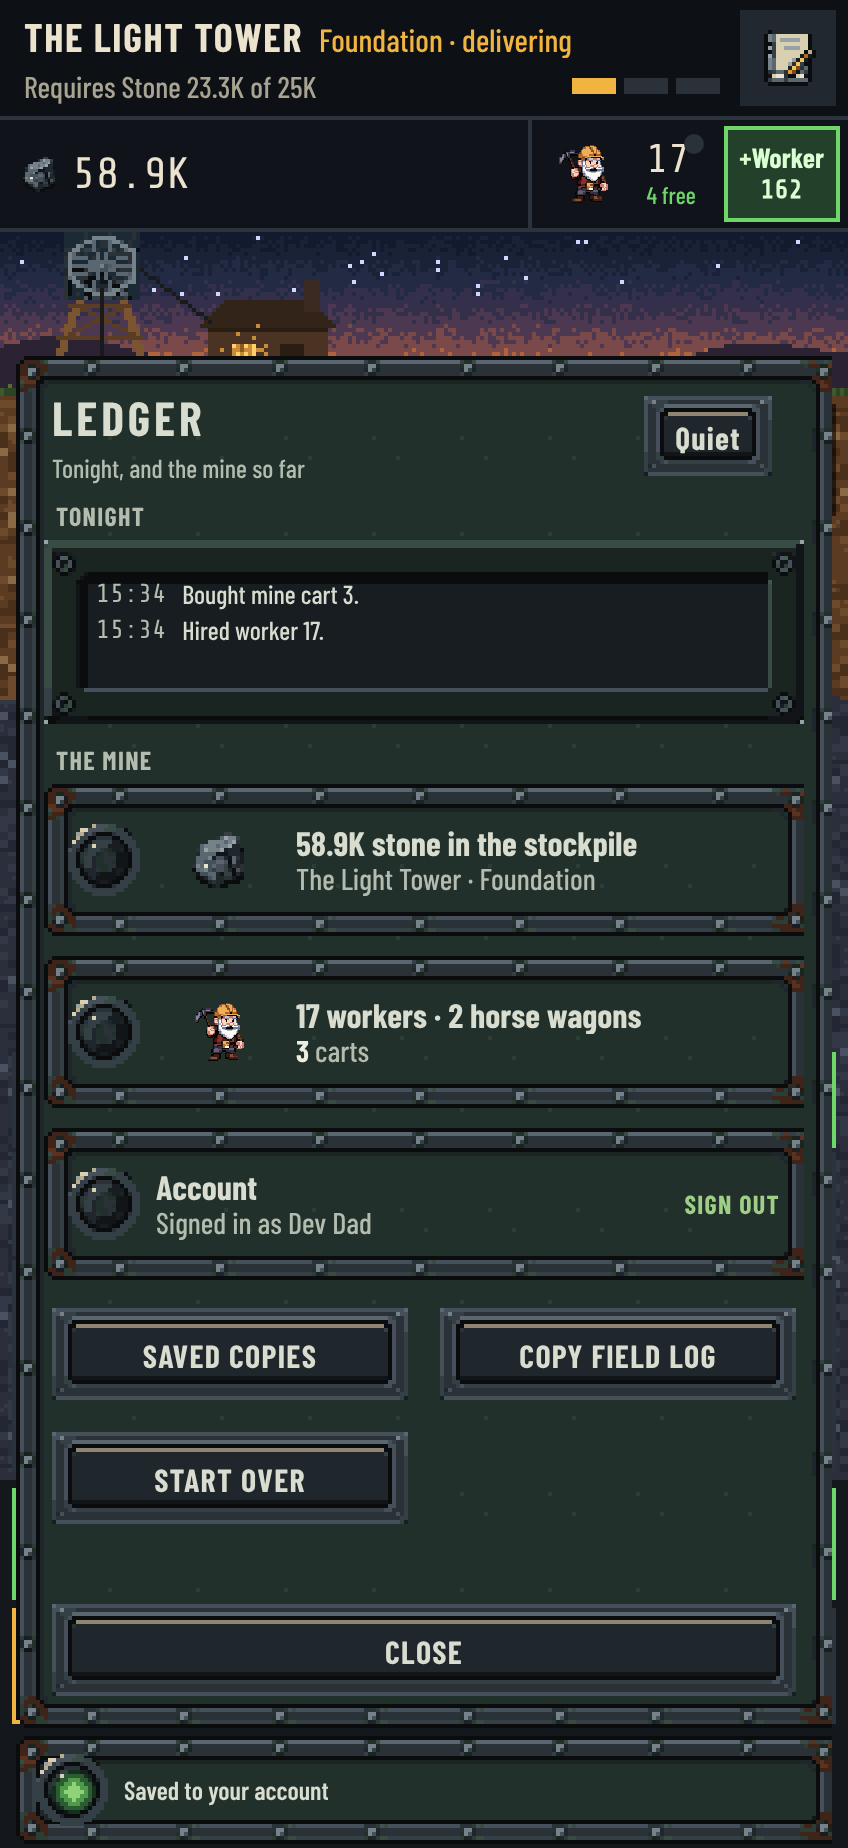 THE LIGHT TOWER Foundation · delivering
Requires Stone 23.3K of 25K
58.9K
17
4 free
+Worker
162
LEDGER
Quiet
Tonight, and the mine so far
TONIGHT
15:34 Bought mine cart 3.
15:34 Hired worker 17.
THE MINE
58.9K stone in the stockpile
The Light Tower · Foundation
17 workers · 2 horse wagons
3 carts
Account
Signed in as Dev Dad
SIGN OUT
SAVED COPIES
COPY FIELD LOG
START OVER
CLOSE
Saved to your account